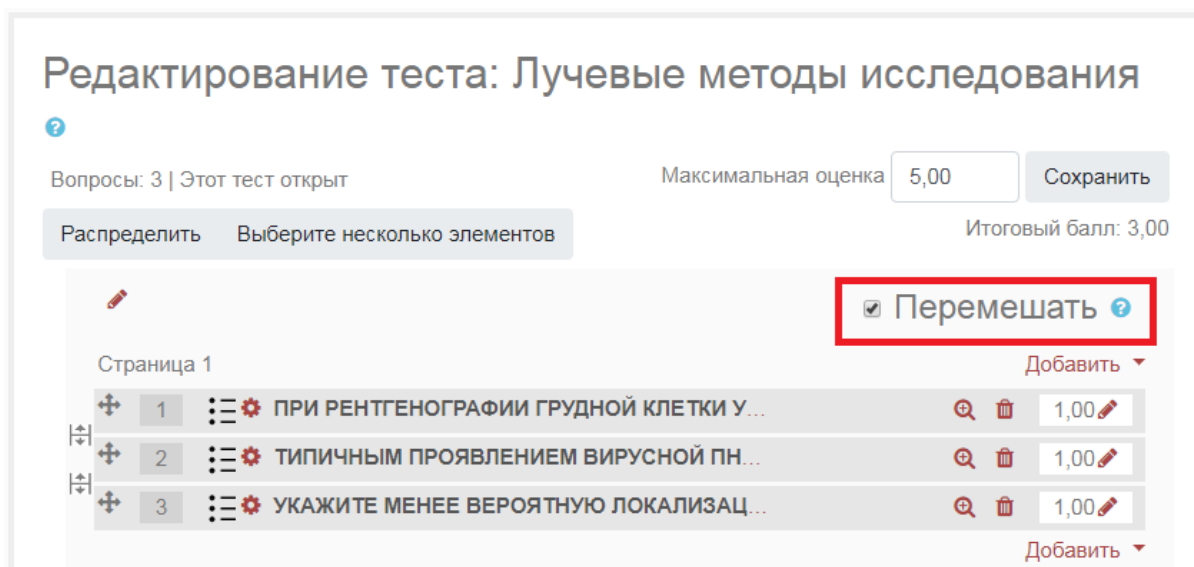 Редактирование теста: Лучевые методы исследования
?
Вопросы: 3 | Этот тест открыт
Максимальная оценка 5,00 Сохранить
Распределить Выберите несколько элементов
Итоговый балл: 3,00
Перемешать ?
Страница 1
Добавить
1 ПРИ РЕНТГЕНОГРАФИИ ГРУДНОЙ КЛЕТКИ У... 1,00
2 ТИПИЧНЫМ ПРОЯВЛЕНИЕМ ВИРУСНОЙ ПН... 1,00
3 УКАЖИТЕ МЕНЕЕ ВЕРОЯТНУЮ ЛОКАЛИЗАЦ... 1,00
Добавить